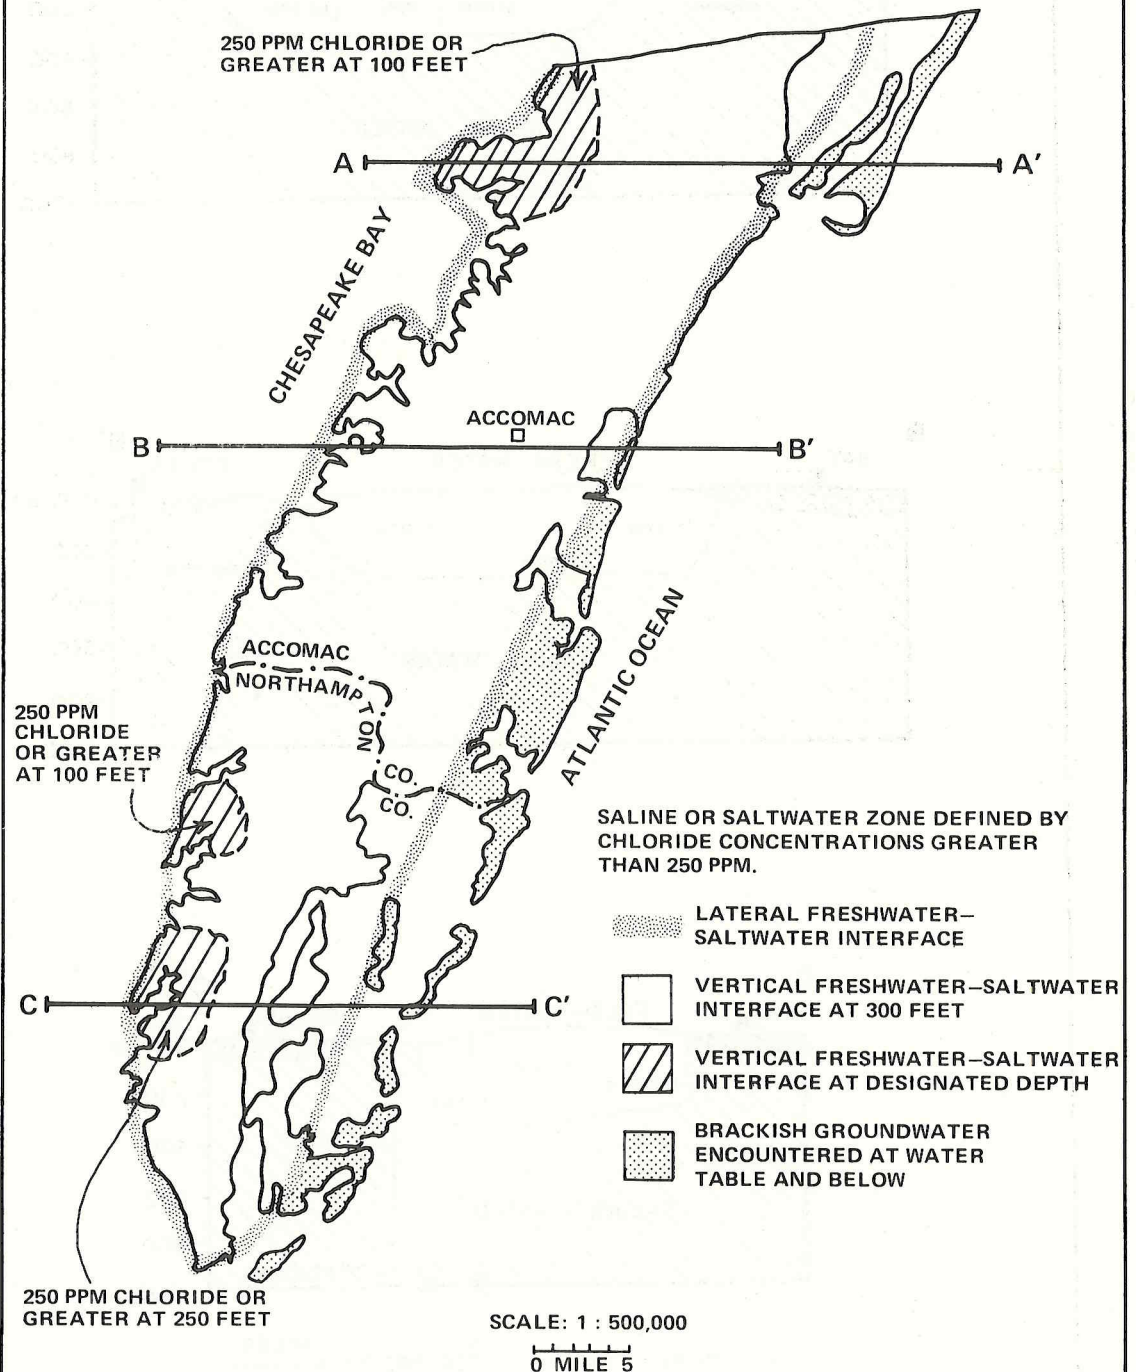 250 PPM CHLORIDE OR
GREATER AT 100 FEET
A
A'
CHESAPEAKE BAY
ACCOMAC
B
B'
ACCOMAC
NORTHAMPTON
CO.
CO.
ATLANTIC OCEAN
250 PPM
CHLORIDE
OR GREATER
AT 100 FEET
SALINE OR SALTWATER ZONE DEFINED BY
CHLORIDE CONCENTRATIONS GREATER
THAN 250 PPM.
LATERAL FRESHWATER–
SALTWATER INTERFACE
C
C'
VERTICAL FRESHWATER–SALTWATER
INTERFACE AT 300 FEET
VERTICAL FRESHWATER–SALTWATER
INTERFACE AT DESIGNATED DEPTH
BRACKISH GROUNDWATER
ENCOUNTERED AT WATER
TABLE AND BELOW
250 PPM CHLORIDE OR
GREATER AT 250 FEET
SCALE: 1 : 500,000
0 MILE 5